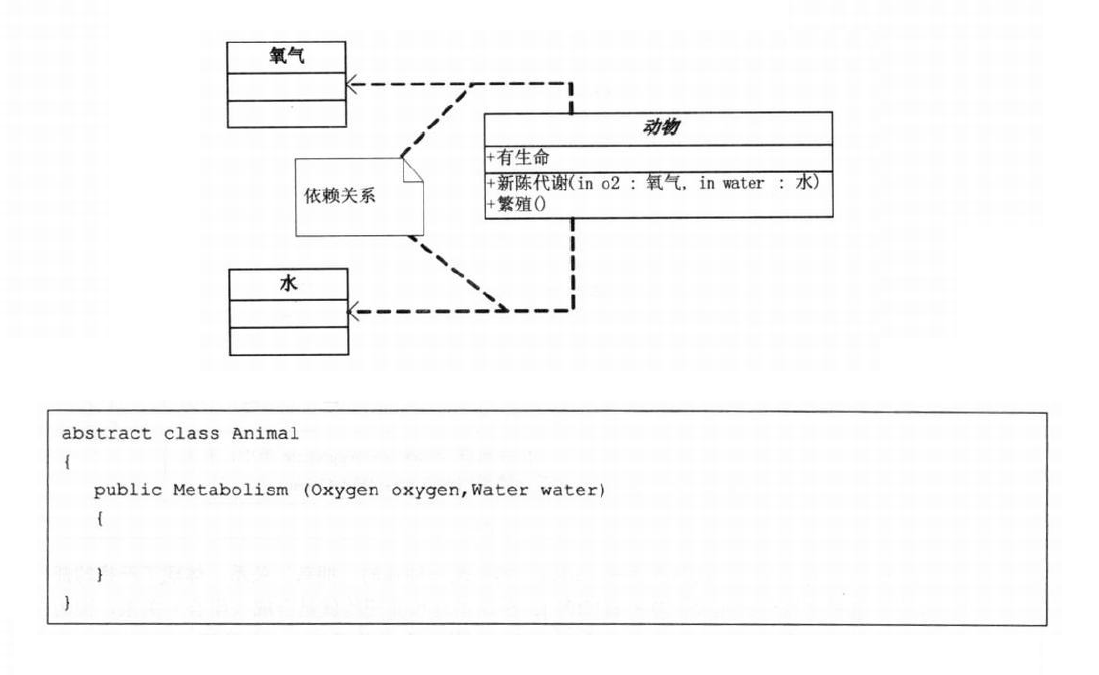 氧气
动物
+有生命
+新陈代谢(in o2 : 氧气, in water : 水)
+繁殖()
依赖关系
水
abstract class Animal
{
public Metabolism (Oxygen oxygen,Water water)
{
}
}